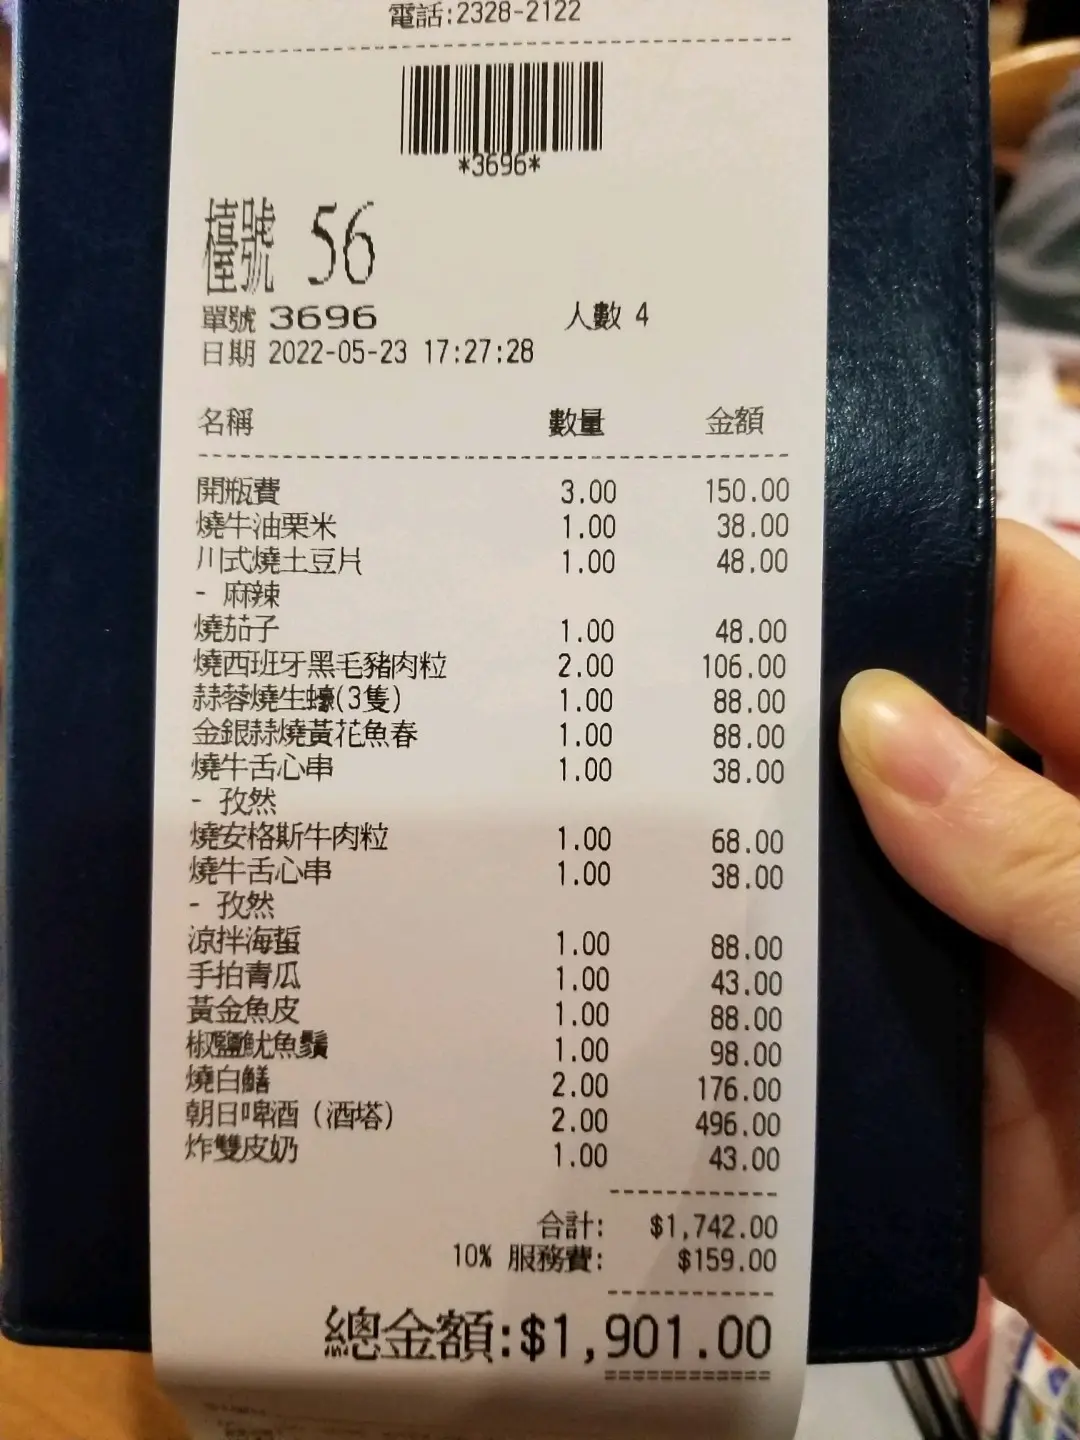 電話:2328-2122
*3696*
檯號 56
單號 3696 人數 4
日期 2022-05-23 17:27:28
名稱 數量 金額
開瓶費 3.00 150.00
燒牛油栗米 1.00 38.00
川式燒土豆片 1.00 48.00
- 麻辣
燒茄子 1.00 48.00
燒西班牙黑毛豬肉粒 2.00 106.00
蒜蓉燒生蠔(3隻) 1.00 88.00
金銀蒜燒黃花魚春 1.00 88.00
燒牛舌心串 1.00 38.00
- 孜然
燒安格斯牛肉粒 1.00 68.00
燒牛舌心串 1.00 38.00
- 孜然
涼拌海蜇 1.00 88.00
手拍青瓜 1.00 43.00
黃金魚皮 1.00 88.00
椒鹽魷魚鬚 1.00 98.00
燒白鱔 2.00 176.00
朝日啤酒(酒塔) 2.00 496.00
炸雙皮奶 1.00 43.00
合計: $1,742.00
10% 服務費: $159.00
總金額:$1,901.00